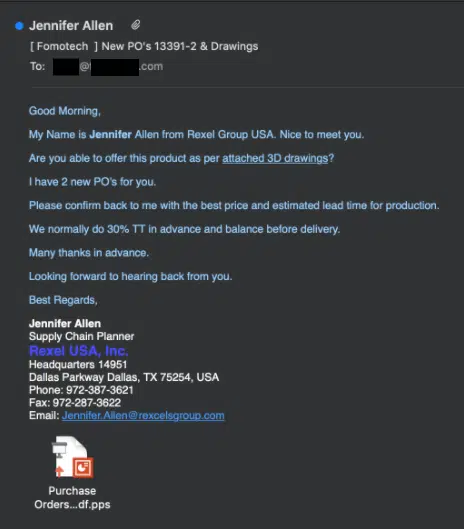 Jennifer Allen
[ Fomotech ] New PO's 13391-2 & Drawings
To: @ .com
Good Morning,
My Name is Jennifer Allen from Rexel Group USA. Nice to meet you.
Are you able to offer this product as per attached 3D drawings?
I have 2 new PO's for you.
Please confirm back to me with the best price and estimated lead time for production.
We normally do 30% TT in advance and balance before delivery.
Many thanks in advance.
Looking forward to hearing back from you.
Best Regards,
Jennifer Allen
Supply Chain Planner
Rexel USA, Inc.
Headquarters 14951
Dallas Parkway Dallas, TX 75254, USA
Phone: 972-387-3621
Fax: 972-287-3622
Email: Jennifer.Allen@rexcelsgroup.com
Purchase
Orders...df.pps